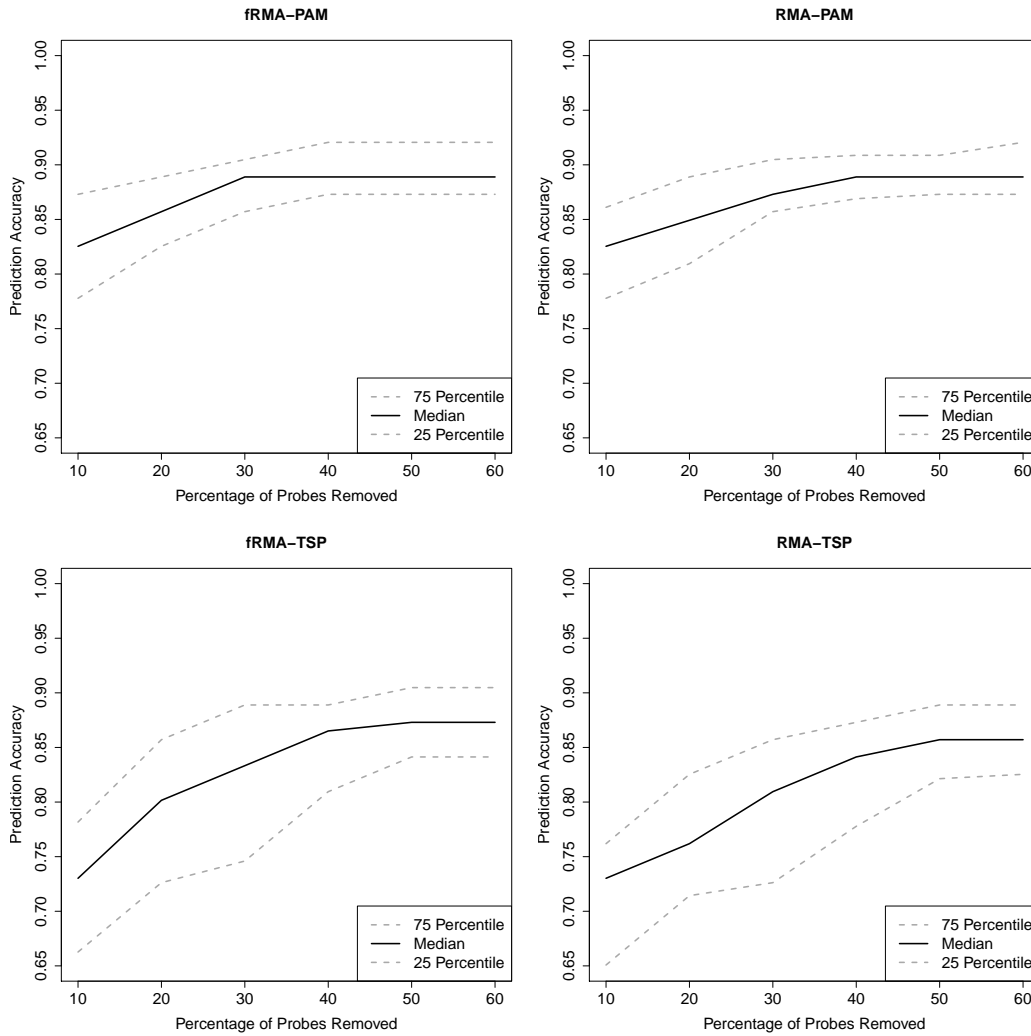 fRMA−PAM
1.00
0.95
0.90
0.85
0.80
0.75
0.70
0.65
Prediction Accuracy
75 Percentile
Median
25 Percentile
10 20 30 40 50 60
Percentage of Probes Removed
RMA−PAM
1.00
0.95
0.90
0.85
0.80
0.75
0.70
0.65
Prediction Accuracy
75 Percentile
Median
25 Percentile
10 20 30 40 50 60
Percentage of Probes Removed
fRMA−TSP
1.00
0.95
0.90
0.85
0.80
0.75
0.70
0.65
Prediction Accuracy
75 Percentile
Median
25 Percentile
10 20 30 40 50 60
Percentage of Probes Removed
RMA−TSP
1.00
0.95
0.90
0.85
0.80
0.75
0.70
0.65
Prediction Accuracy
75 Percentile
Median
25 Percentile
10 20 30 40 50 60
Percentage of Probes Removed